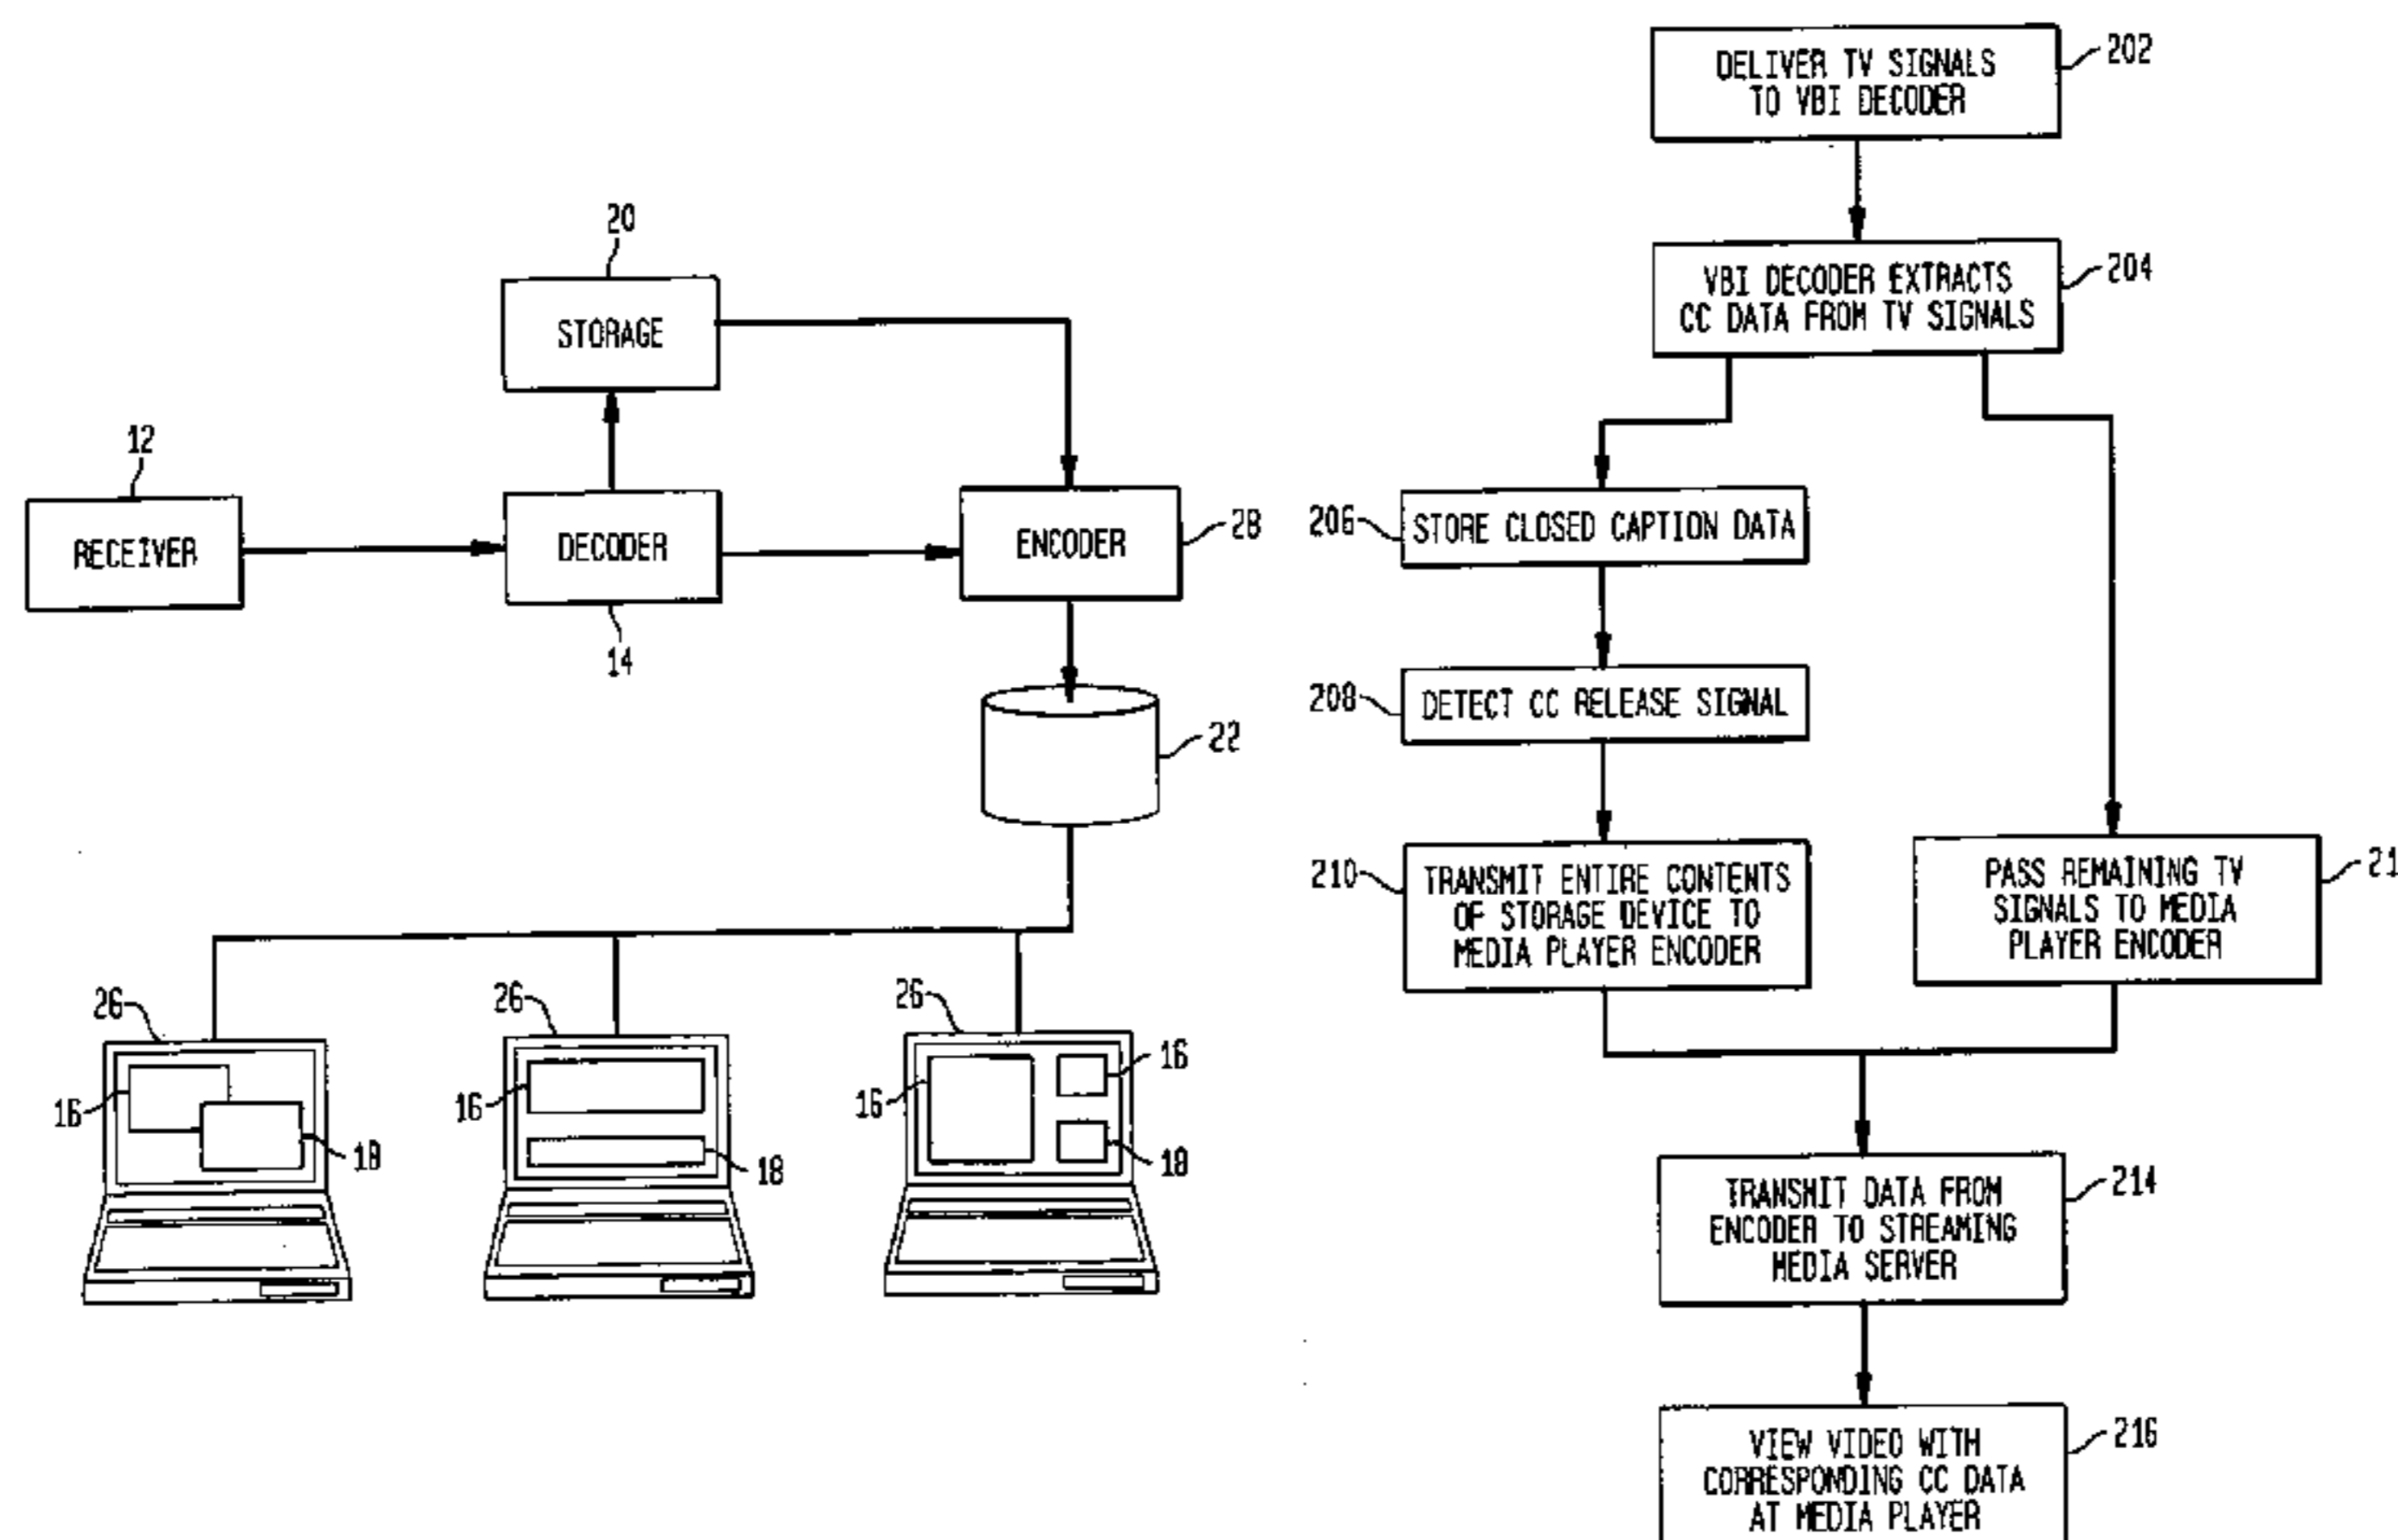 20
STORAGE
12
RECEIVER
DECODER
14
ENCODER
28
22
26
16
18
26
16
18
26
16
16
18
DELIVER TV SIGNALS
TO VBI DECODER
202
VBI DECODER EXTRACTS
CC DATA FROM TV SIGNALS
204
206
STORE CLOSED CAPTION DATA
208
DETECT CC RELEASE SIGNAL
210
TRANSMIT ENTIRE CONTENTS
OF STORAGE DEVICE TO
MEDIA PLAYER ENCODER
PASS REMAINING TV
SIGNALS TO MEDIA
PLAYER ENCODER
21
TRANSMIT DATA FROM
ENCODER TO STREAMING
MEDIA SERVER
214
VIEW VIDEO WITH
CORRESPONDING CC DATA
AT MEDIA PLAYER
216